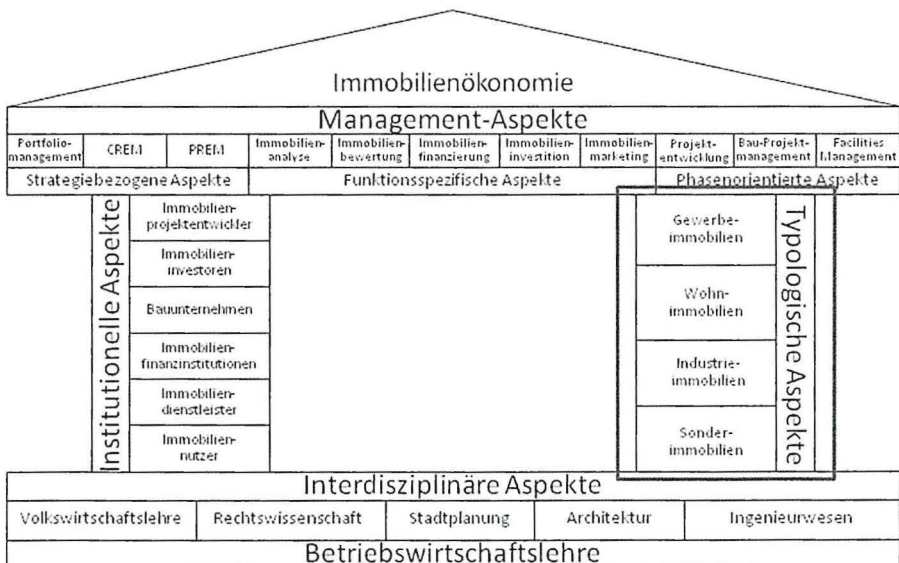 Immobilienökonomie
Management-Aspekte
Portfolio-
management
CREM
PREM
Immobilien-
analyse
Immobilien-
bewertung
Immobilien-
finanzierung
Immobilien-
investition
Immobilien-
marketing
Projekt-
entwicklung
Bau-Projekt-
management
Facilities
Management
Strategiebezogene Aspekte
Funktionsspezifische Aspekte
Phasenorientierte Aspekte
Institutionelle Aspekte
Immobilien-
projektentwickler
Immobilien-
investoren
Bauunternehmen
Immobilien-
finanzinstitutionen
Immobilien-
dienstleister
Immobilien-
nutzer
Gewerbe-
immobilien
Wohn-
immobilien
Industrie-
immobilien
Sonder-
immobilien
Typologische Aspekte
Interdisziplinäre Aspekte
Volkswirtschaftslehre
Rechtswissenschaft
Stadtplanung
Architektur
Ingenieurwesen
Betriebswirtschaftslehre